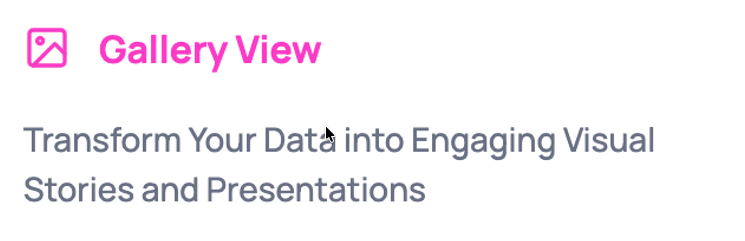 Gallery View
Transform Your Data into Engaging Visual
Stories and Presentations